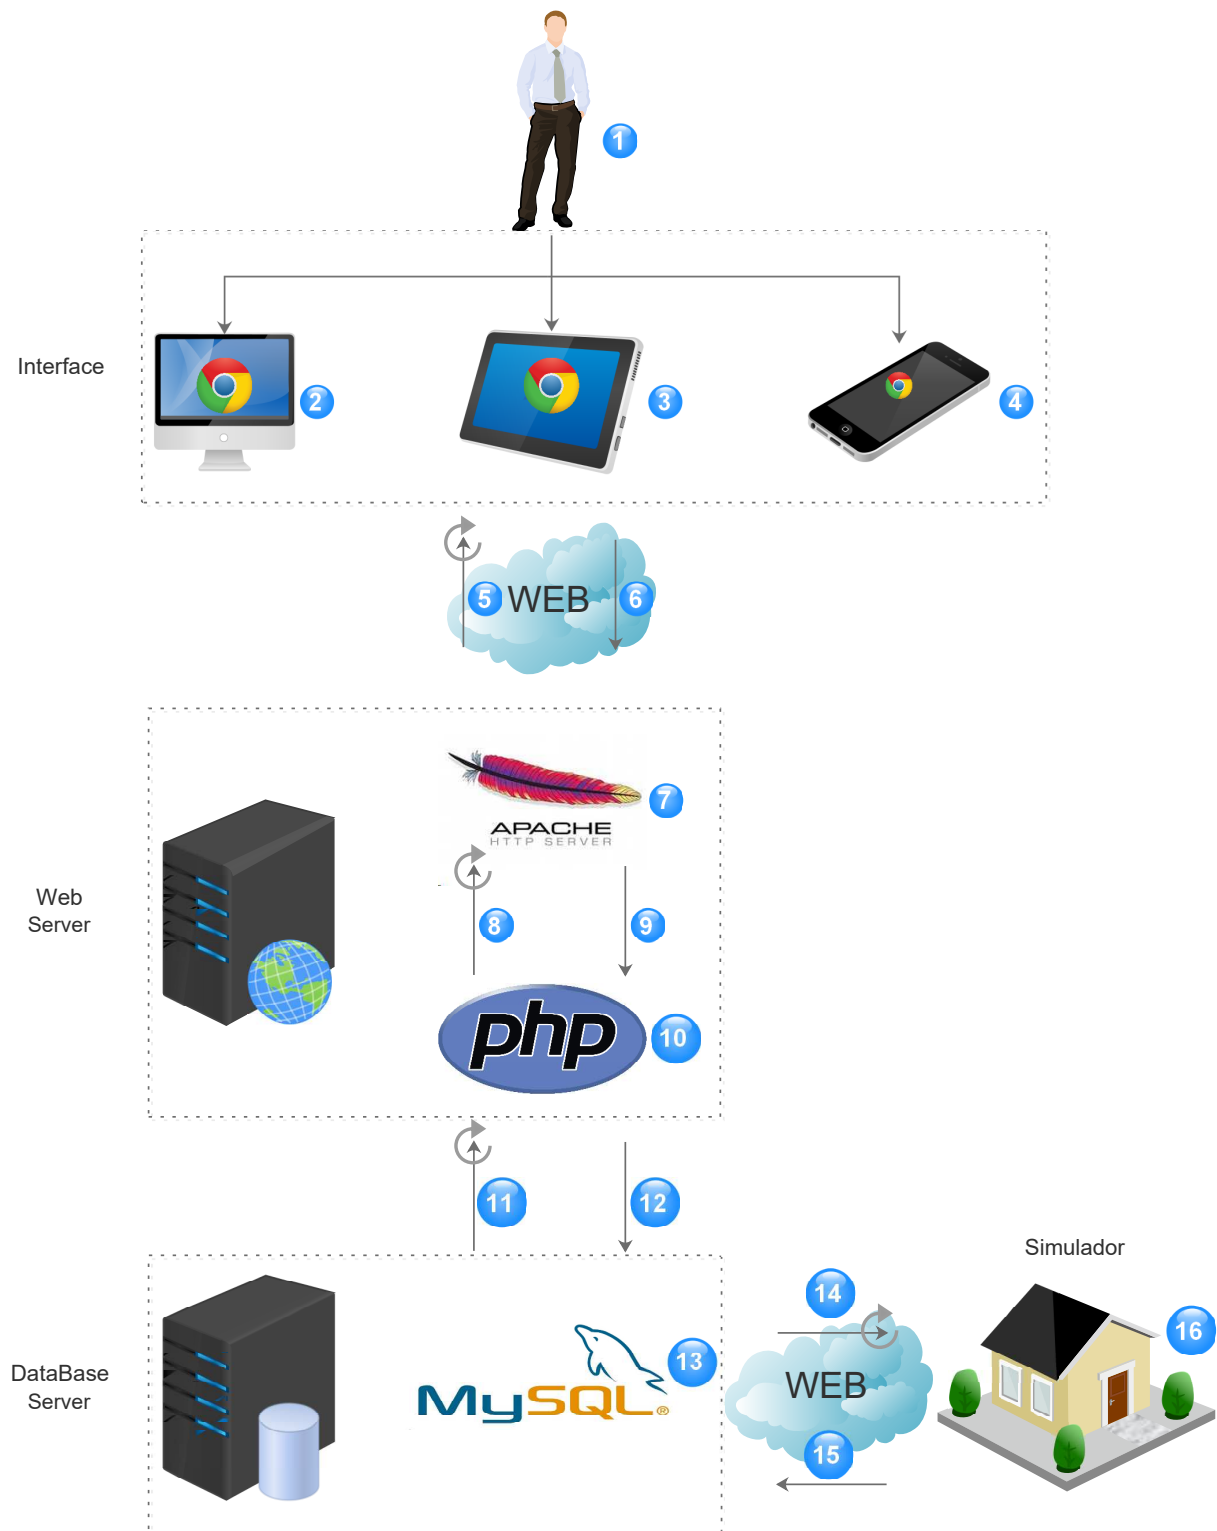 1
Interface
2
3
4
5
WEB
6
7
APACHE
HTTP SERVER
Web
Server
8
9
php
10
11
12
Simulador
14
16
13
DataBase
Server
MySQL®
WEB
15